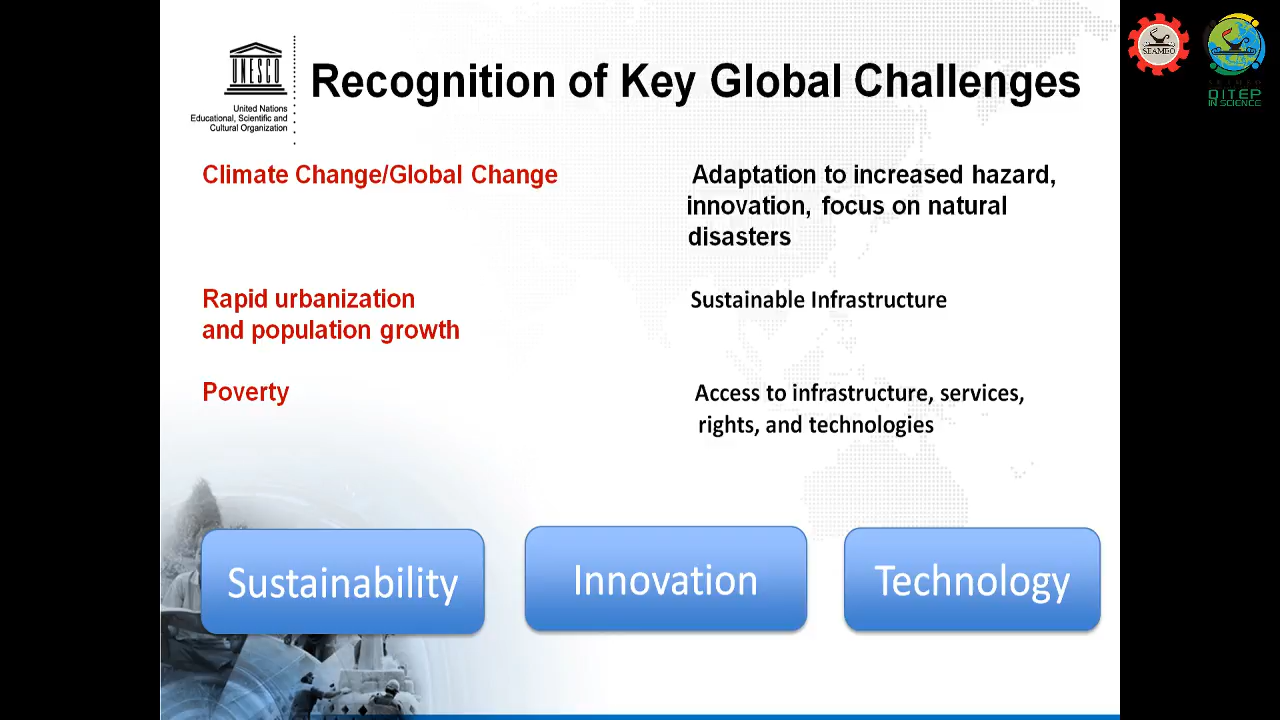 UNESCO
United Nations
Educational, Scientific and
Cultural Organization
Recognition of Key Global Challenges
SEAMEO
SEAMEO
QITEP
IN SCIENCE
Climate Change/Global Change
Adaptation to increased hazard,
innovation, focus on natural
disasters
Rapid urbanization
and population growth
Sustainable Infrastructure
Poverty
Access to infrastructure, services,
rights, and technologies
Sustainability
Innovation
Technology